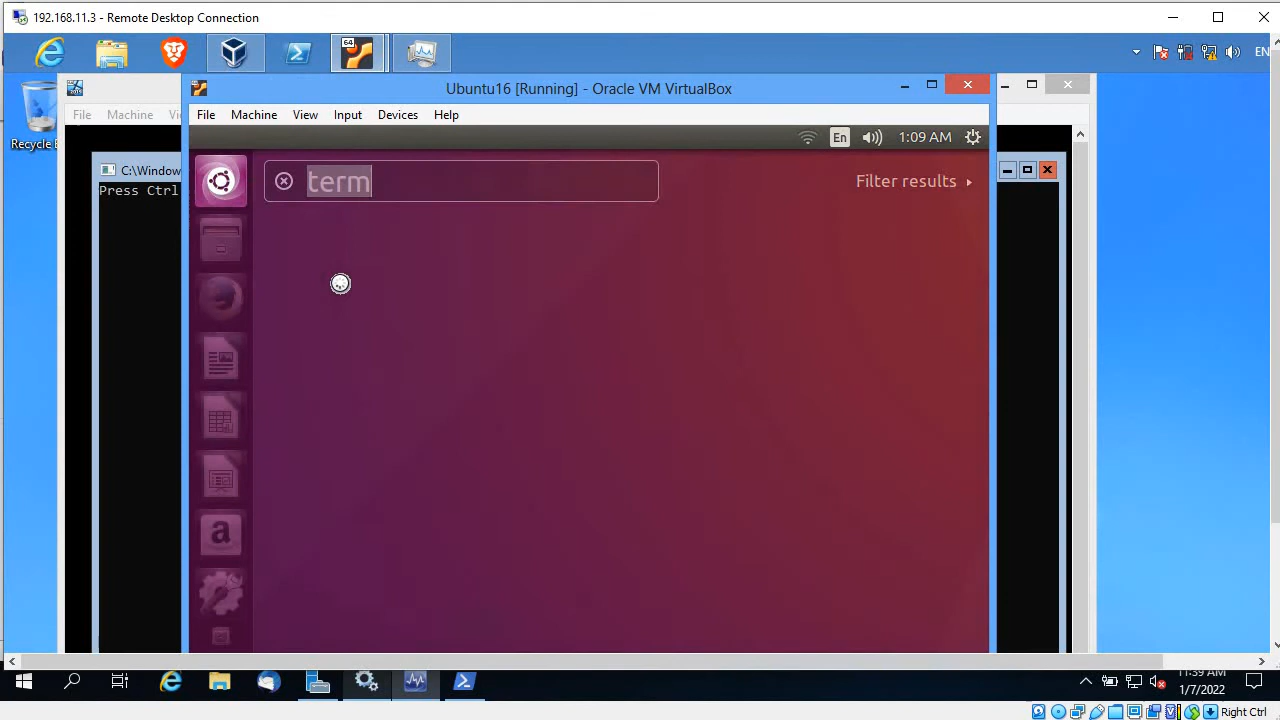 192.168.11.3 - Remote Desktop Connection
64
EN
Ubuntu16 [Running] - Oracle VM VirtualBox
File Machine
File Machine View Input Devices Help
Recycle
En 1:09 AM
C:\Window
Press Ctrl
term
Filter results
a
11:39 AM
1/7/2022
Right Ctrl